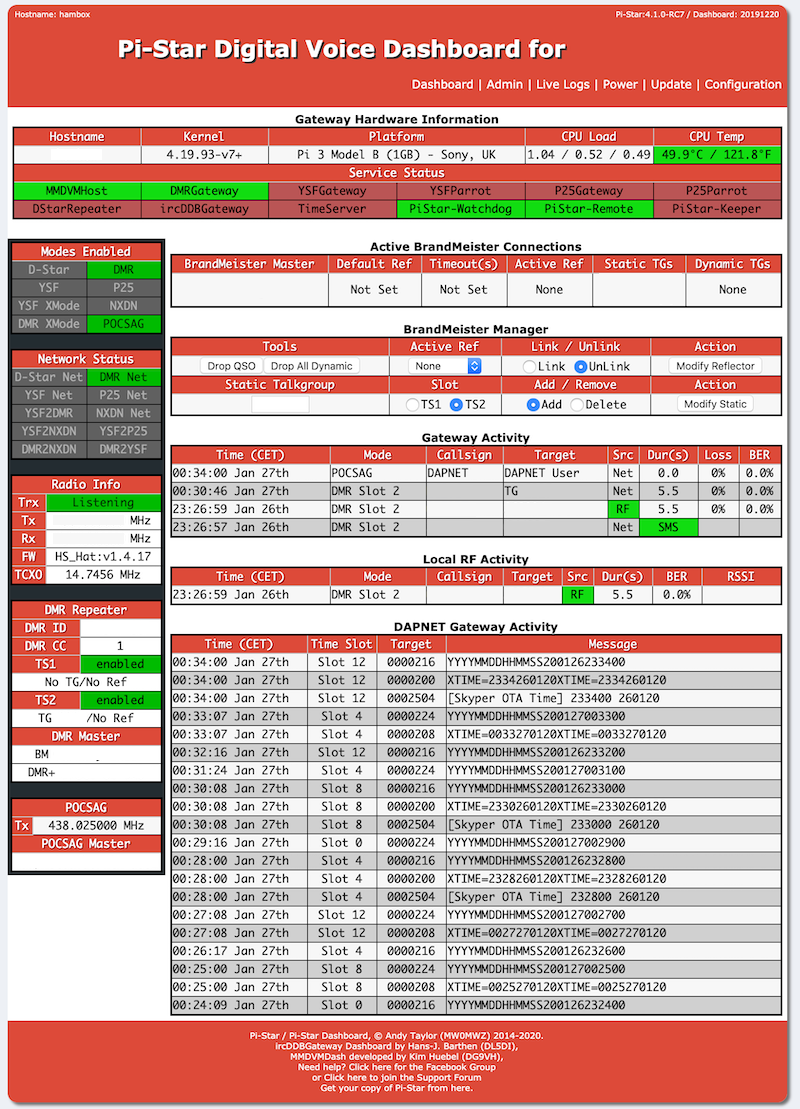 Hostname: hambox Pi-Star:4.1.0-RC7 / Dashboard: 20191220
Pi-Star Digital Voice Dashboard for
Dashboard | Admin | Live Logs | Power | Update | Configuration
Gateway Hardware Information
Hostname Kernel Platform CPU Load CPU Temp
4.19.93-v7+ Pi 3 Model B (1GB) - Sony, UK 1.04 / 0.52 / 0.49 49.9°C / 121.8°F
Service Status
MMDVMHost DMRGateway YSFGateway YSFParrot P25Gateway P25Parrot
DStarRepeater ircDDBGateway TimeServer PiStar-Watchdog PiStar-Remote PiStar-Keeper
Modes Enabled
D-Star DMR
YSF P25
YSF XMode NXDN
DMR XMode POCSAG
Network Status
D-Star Net DMR Net
YSF Net P25 Net
YSF2DMR NXDN Net
YSF2NXDN YSF2P25
DMR2NXDN DMR2YSF
Radio Info
Trx Listening
Tx MHz
Rx MHz
FW HS_Hat:v1.4.17
TCXO 14.7456 MHz
DMR Repeater
DMR ID
DMR CC 1
TS1 enabled
No TG/No Ref
TS2 enabled
TG /No Ref
DMR Master
BM
DMR+
POCSAG
Tx 438.025000 MHz
POCSAG Master
Active BrandMeister Connections
BrandMeister Master Default Ref Timeout(s) Active Ref Static TGs Dynamic TGs
Not Set Not Set None None
BrandMeister Manager
Tools Active Ref Link / Unlink Action
Drop QSO Drop All Dynamic None Link UnLink Modify Reflector
Static Talkgroup Slot Add / Remove Action
TS1 TS2 Add Delete Modify Static
Gateway Activity
Time (CET) Mode Callsign Target Src Dur(s) Loss BER
00:34:00 Jan 27th POCSAG DAPNET DAPNET User Net 0.0 0% 0.0%
00:30:46 Jan 27th DMR Slot 2 TG Net 5.5 0% 0.0%
23:26:59 Jan 26th DMR Slot 2 RF 5.5 0% 0.0%
23:26:57 Jan 26th DMR Slot 2 Net SMS
Local RF Activity
Time (CET) Mode Callsign Target Src Dur(s) BER RSSI
23:26:59 Jan 26th DMR Slot 2 RF 5.5 0.0%
DAPNET Gateway Activity
Time (CET) Time Slot Target Message
00:34:00 Jan 27th Slot 12 0000216 YYYYMMDDHHMMSS200126233400
00:34:00 Jan 27th Slot 12 0000200 XTIME=2334260120XTIME=2334260120
00:34:00 Jan 27th Slot 12 0002504 [Skyper OTA Time] 233400 260120
00:33:07 Jan 27th Slot 4 0000224 YYYYMMDDHHMMSS200127003300
00:33:07 Jan 27th Slot 4 0000208 XTIME=0033270120XTIME=0033270120
00:32:16 Jan 27th Slot 12 0000216 YYYYMMDDHHMMSS200126233200
00:31:24 Jan 27th Slot 4 0000224 YYYYMMDDHHMMSS200127003100
00:30:08 Jan 27th Slot 8 0000216 YYYYMMDDHHMMSS200126233000
00:30:08 Jan 27th Slot 8 0000200 XTIME=2330260120XTIME=2330260120
00:30:08 Jan 27th Slot 8 0002504 [Skyper OTA Time] 233000 260120
00:29:16 Jan 27th Slot 0 0000224 YYYYMMDDHHMMSS200127002900
00:28:00 Jan 27th Slot 4 0000216 YYYYMMDDHHMMSS200126232800
00:28:00 Jan 27th Slot 4 0000200 XTIME=2328260120XTIME=2328260120
00:28:00 Jan 27th Slot 4 0002504 [Skyper OTA Time] 232800 260120
00:27:08 Jan 27th Slot 12 0000224 YYYYMMDDHHMMSS200127002700
00:27:08 Jan 27th Slot 12 0000208 XTIME=0027270120XTIME=0027270120
00:26:17 Jan 27th Slot 4 0000216 YYYYMMDDHHMMSS200126232600
00:25:00 Jan 27th Slot 8 0000224 YYYYMMDDHHMMSS200127002500
00:25:00 Jan 27th Slot 8 0000208 XTIME=0025270120XTIME=0025270120
00:24:09 Jan 27th Slot 0 0000216 YYYYMMDDHHMMSS200126232400
Pi-Star / Pi-Star Dashboard, © Andy Taylor (MW0MWZ) 2014-2020.
ircDDBGateway Dashboard by Hans-J. Barthen (DL5DI),
MMDVMDash developed by Kim Huebel (DG9VH),
Need help? Click here for the Facebook Group
or Click here to join the Support Forum
Get your copy of Pi-Star from here.